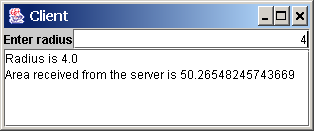 Client
Enter radius 4
Radius is 4.0
Area received from the server is 50.26548245743669